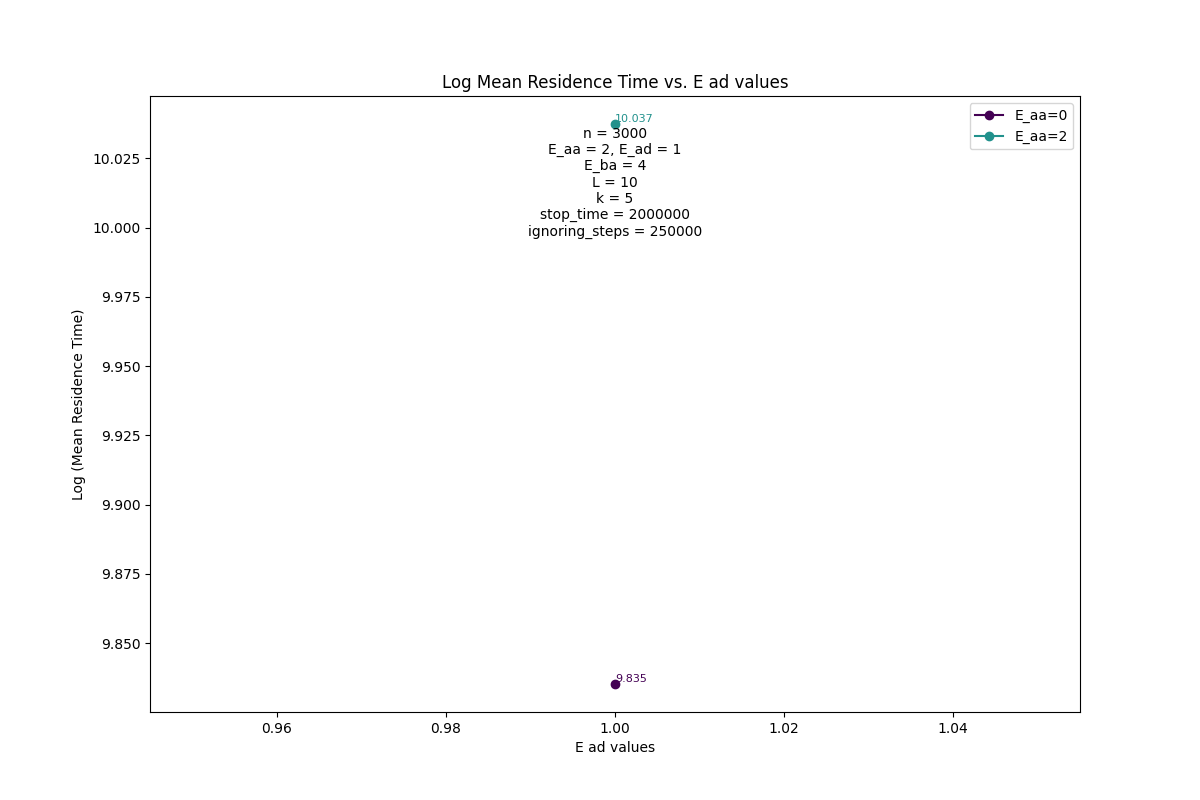 Log Mean Residence Time vs. E ad values
E_aa=0
E_aa=2
10.037
n = 3000
E_aa = 2, E_ad = 1
E_ba = 4
L = 10
k = 5
stop_time = 2000000
ignoring_steps = 250000
10.025
10.000
9.975
9.950
9.925
9.900
9.875
9.850
Log (Mean Residence Time)
9.835
0.96
0.98
1.00
1.02
1.04
E ad values